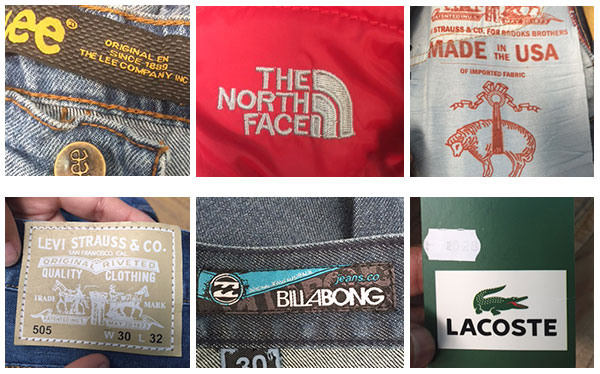 Lee
ORIGINAL EN
SINCE 1889
THE LEE COMPANY INC
Lee
THE
NORTH
FACE
STRAUSS & CO. FOR BROOKS BROTHERS
MADE IN THE USA
OF IMPORTED FABRIC
LEVI STRAUSS & CO.
SAN FRANCISCO, CAL.
ORIGINAL RIVETED
QUALITY CLOTHING
TRADE MARK
505 W 30 L 32
jeans.co
BILLABONG
30
LACOSTE